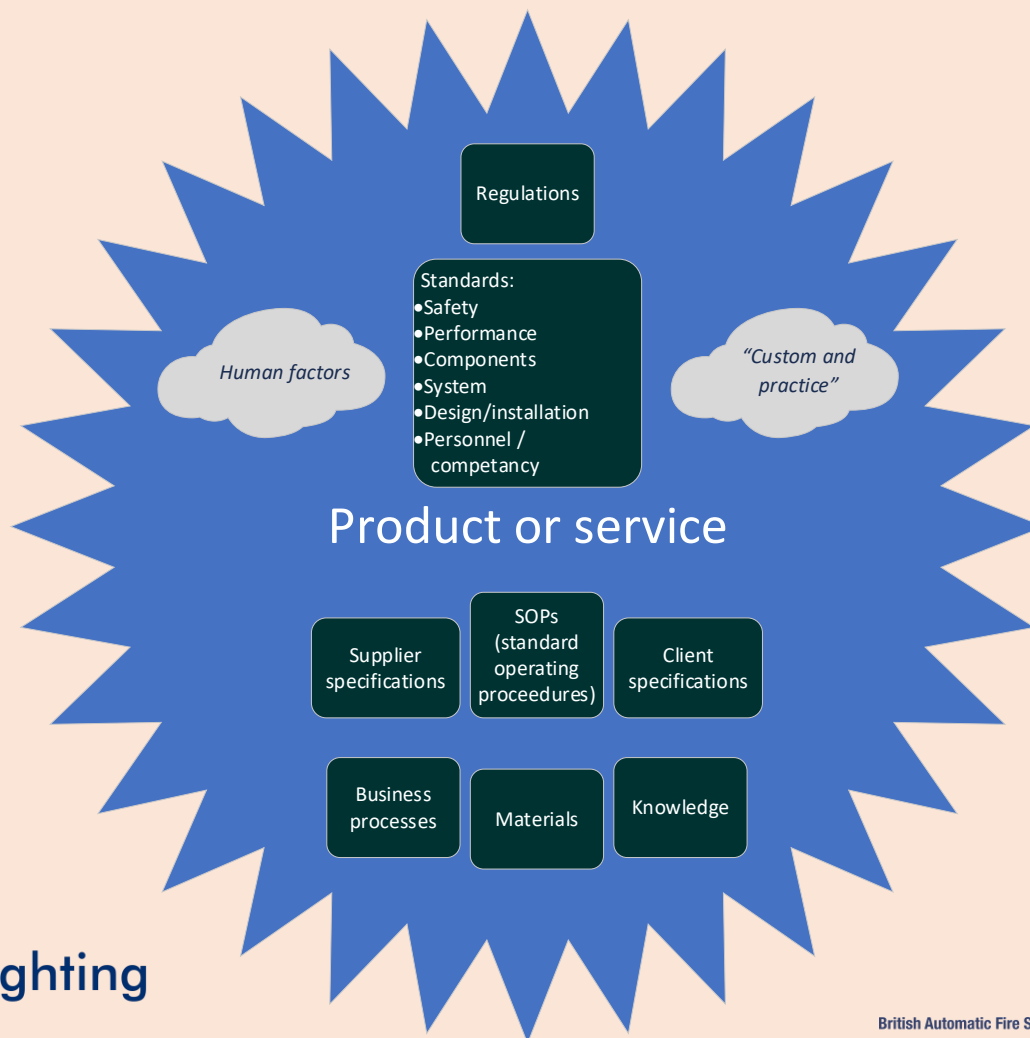 Regulations
Standards:
•Safety
•Performance
•Components
•System
•Design/installation
•Personnel /
competancy
Human factors
“Custom and
practice”
Product or service
Supplier
specifications
SOPs
(standard
operating
proceedures)
Client
specifications
Business
processes
Materials
Knowledge
ghting
British Automatic Fire S